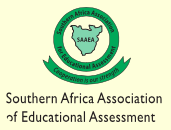 Southern Africa Association
for Educational Assessment
SAAEA
Cooperation is our strength
Southern Africa Association
of Educational Assessment